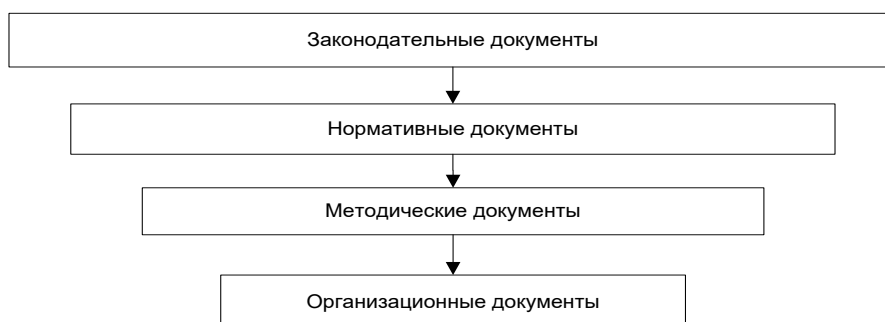 Законодательные документы
Нормативные документы
Методические документы
Организационные документы